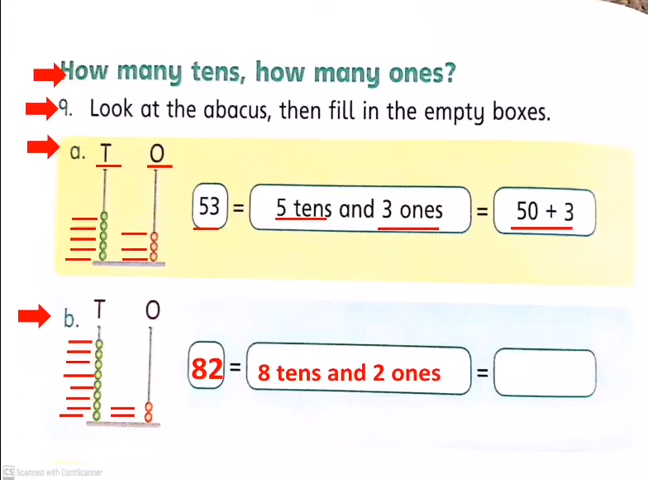 How many tens, how many ones?
9. Look at the abacus, then fill in the empty boxes.
a. T O
53 = 5 tens and 3 ones = 50 + 3
b. T O
82 = 8 tens and 2 ones =
CS Scanned with CamScanner